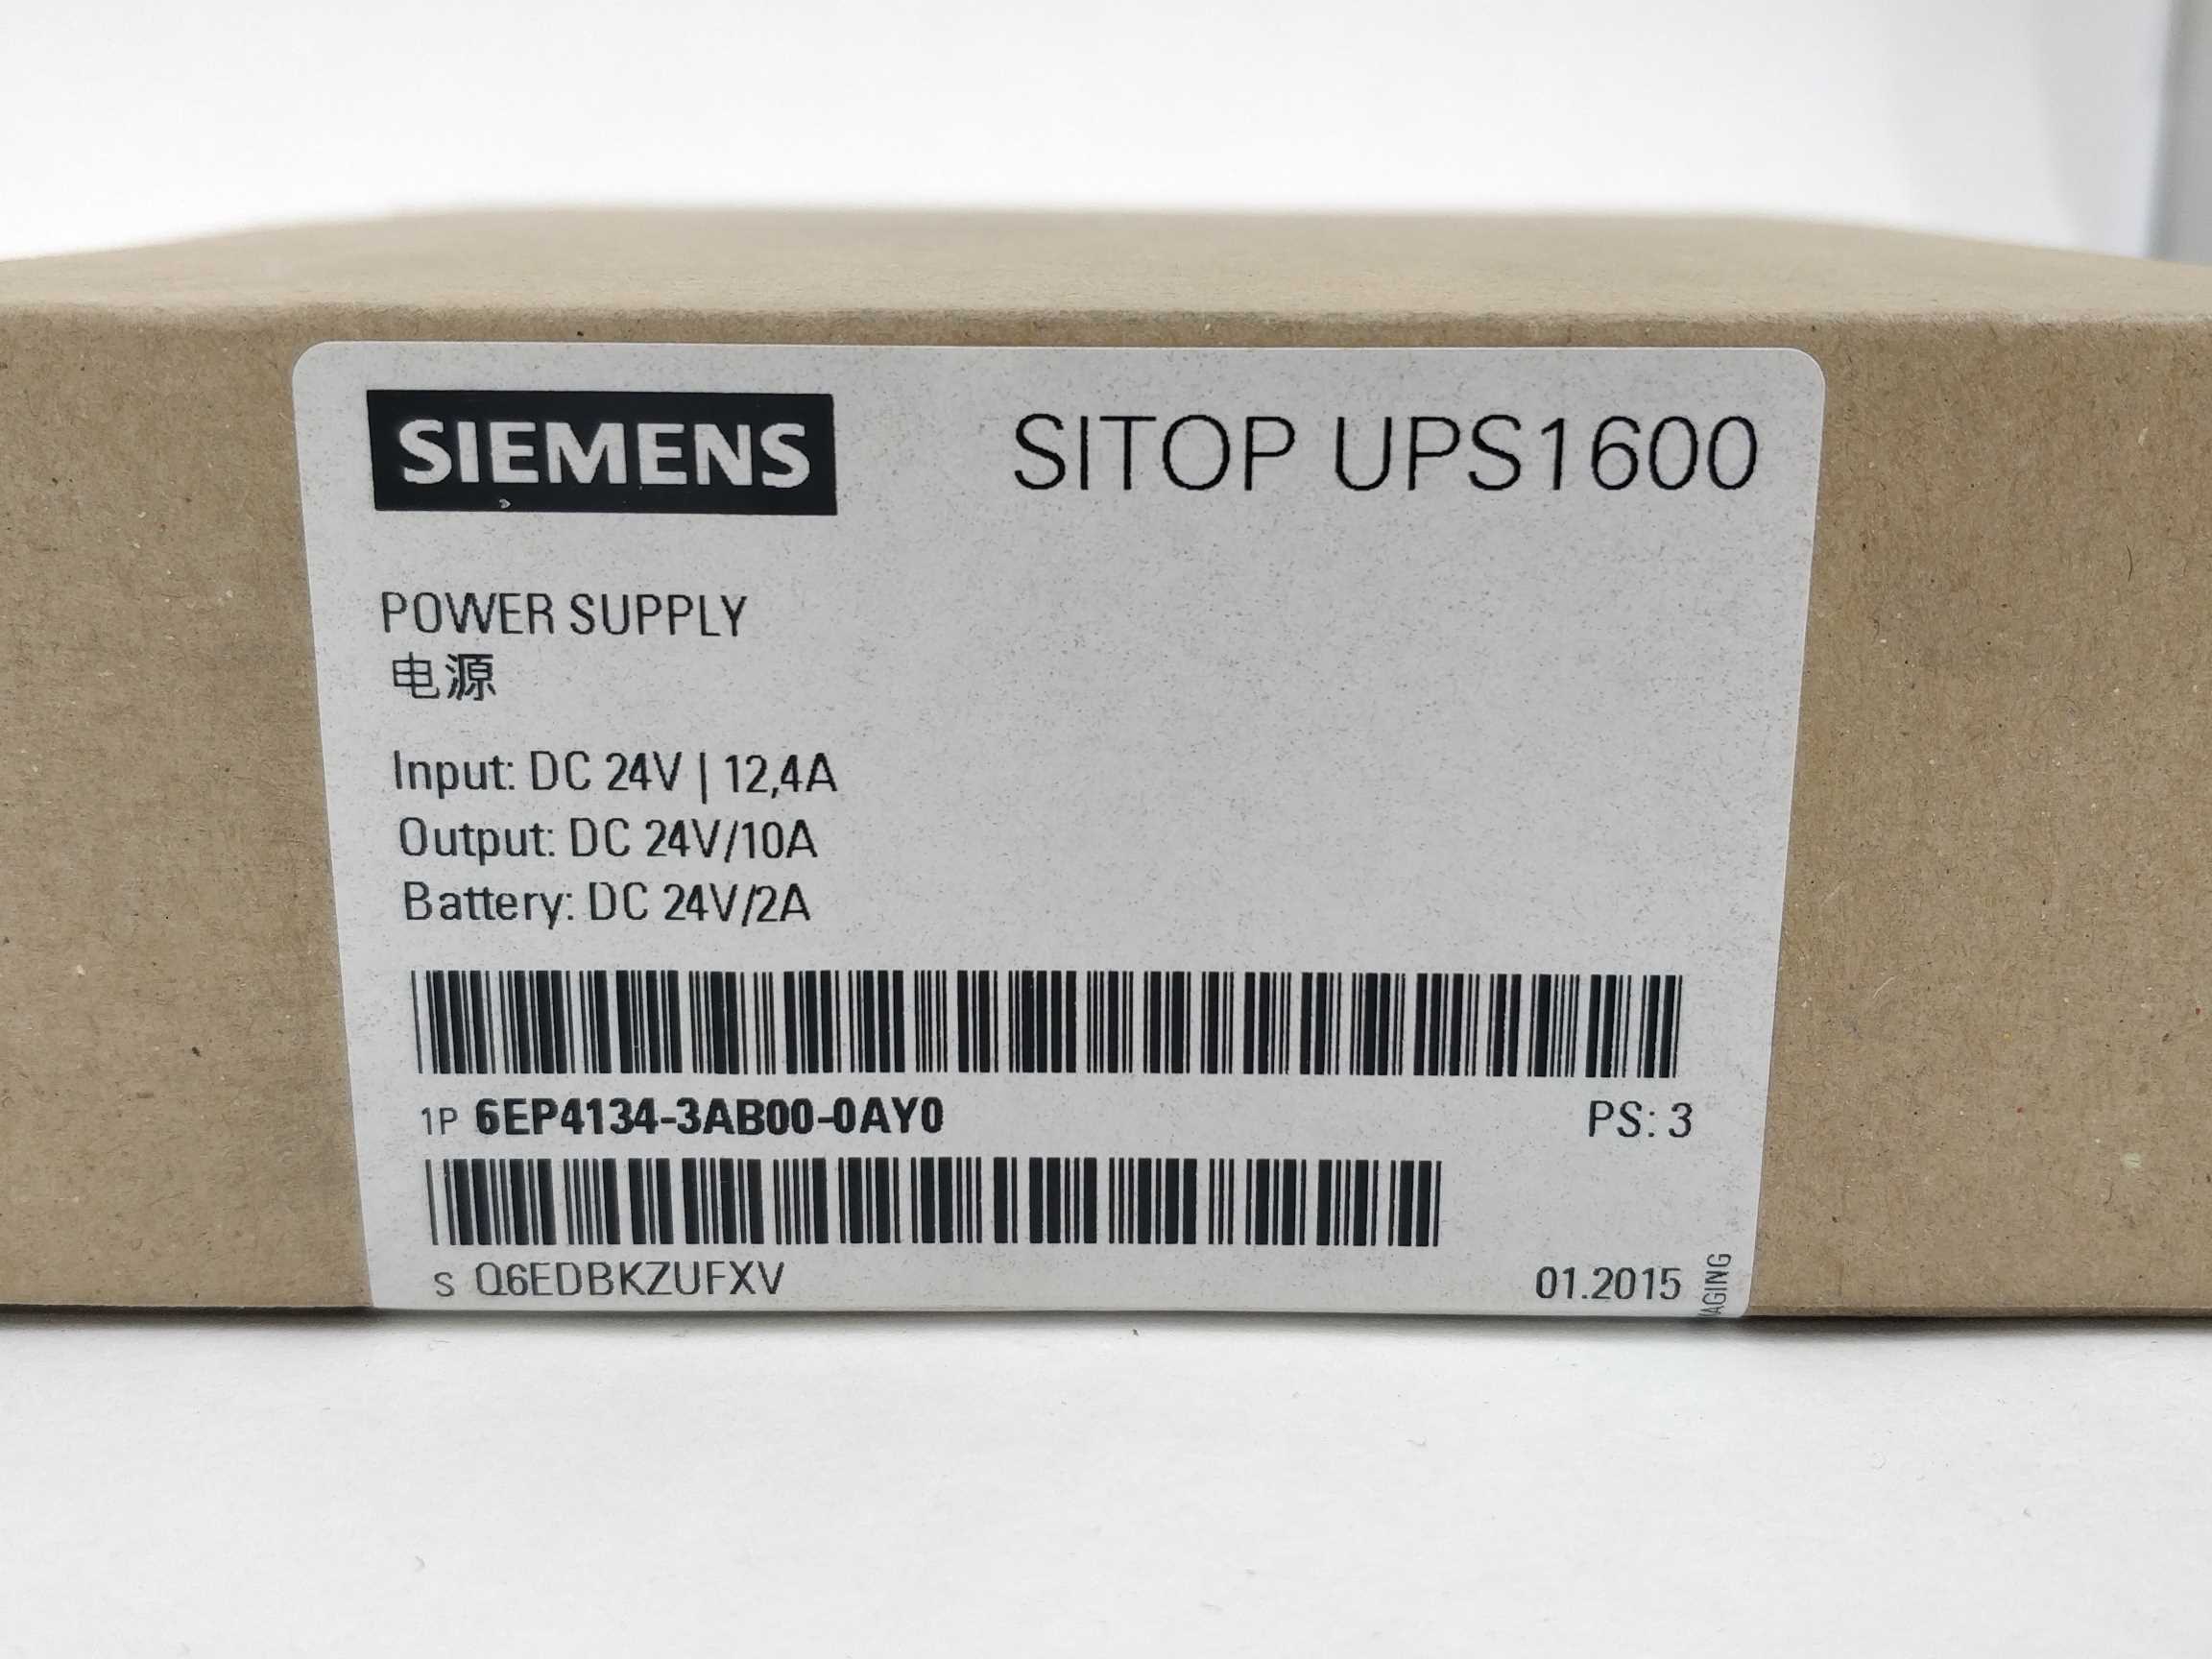 SIEMENS SITOP UPS1600
POWER SUPPLY
电源
Input: DC 24V | 12,4A
Output: DC 24V/10A
Battery: DC 24V/2A
1P 6EP4134-3AB00-0AY0 PS: 3
S Q6EDBKZUFXV 01.2015